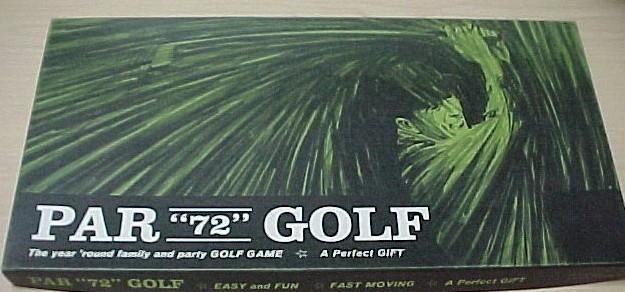 PAR "72" GOLF
The year 'round family and party GOLF GAME ☆ A Perfect GIFT
PAR "72" GOLF ☆ EASY and FUN ☆ FAST MOVING ☆ A Perfect GIFT